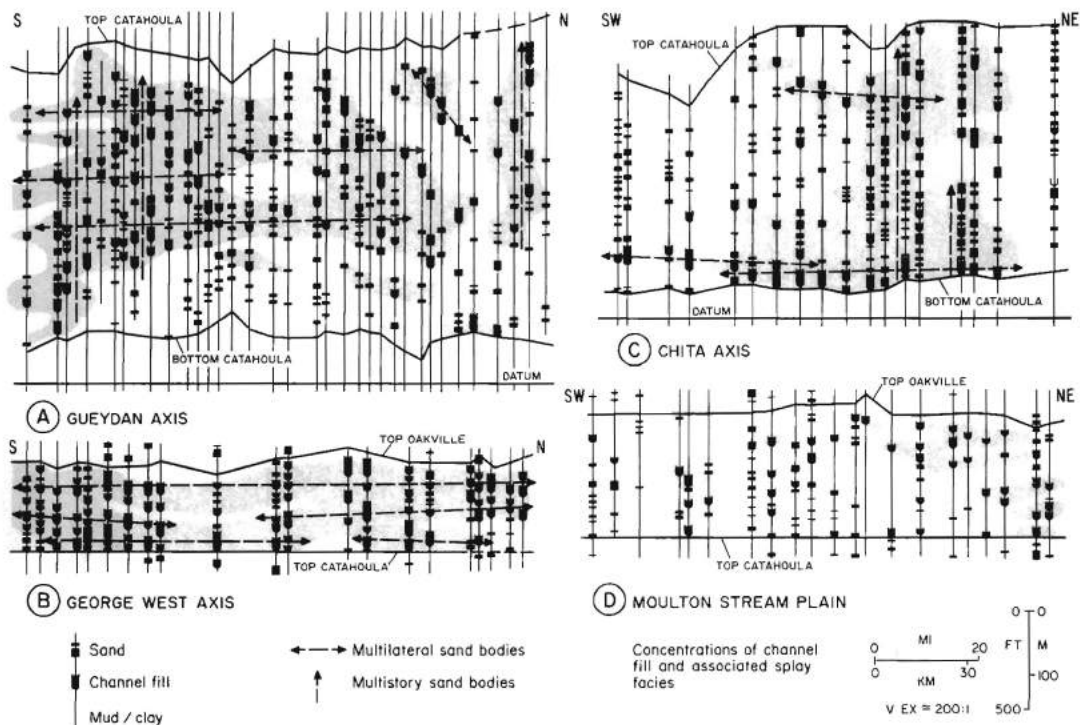 S
N
TOP CATAHOULA
BOTTOM CATAHOULA
DATUM
A GUEYDAN AXIS
SW
NE
TOP CATAHOULA
BOTTOM CATAHOULA
DATUM
C CHITA AXIS
S
N
TOP OAKVILLE
TOP CATAHOULA
B GEORGE WEST AXIS
SW
NE
TOP OAKVILLE
TOP CATAHOULA
D MOULTON STREAM PLAIN
Sand
Channel fill
Mud / clay
Multilateral sand bodies
Multistory sand bodies
Concentrations of channel
fill and associated splay
facies
MI
0 20
0 30
KM
V EX ≃ 200:1
0 0
FT M
100
500